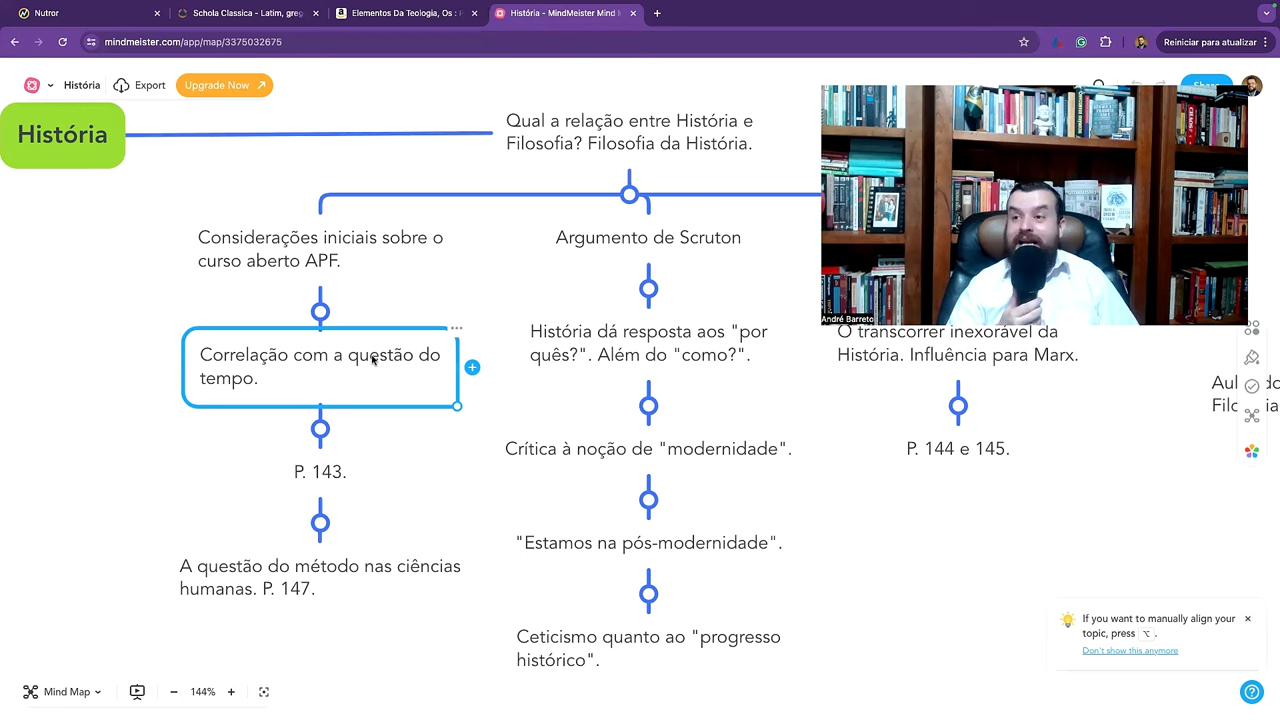 Nutror
Schola Classica - Latim, greg
Elementos Da Teologia, Os : P
História - MindMeister Mind M
mindmeister.com/app/map/3375032675
Reiniciar para atualizar
História
Export
Upgrade Now
Share
História
Qual a relação entre História e
Filosofia? Filosofia da História.
Considerações iniciais sobre o
curso aberto APF.
Correlação com a questão do
tempo.
P. 143.
A questão do método nas ciências
humanas. P. 147.
Argumento de Scruton
História dá resposta aos "por
quês?". Além do "como?".
Crítica à noção de "modernidade".
"Estamos na pós-modernidade".
Ceticismo quanto ao "progresso
histórico".
André Barreto
O transcorrer inexorável da
História. Influência para Marx.
P. 144 e 145.
If you want to manually align your
topic, press ⌥.
Don't show this anymore
Mind Map
144%